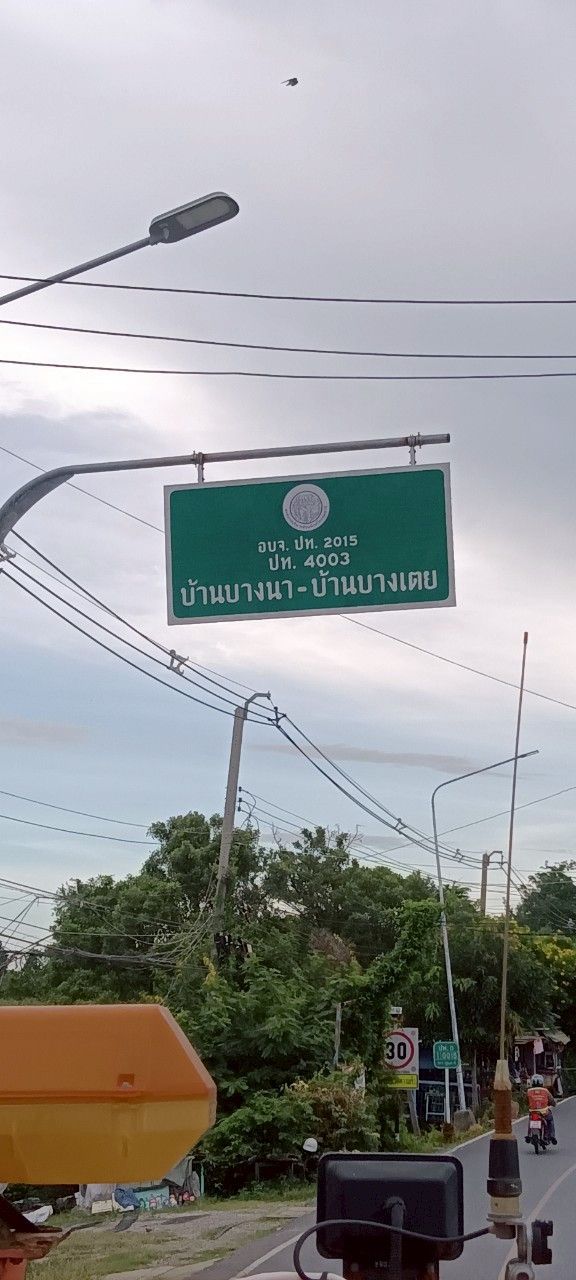 อบจ. ปท. 2015
ปท. 4003
บ้านบางนา-บ้านบางเตย
30